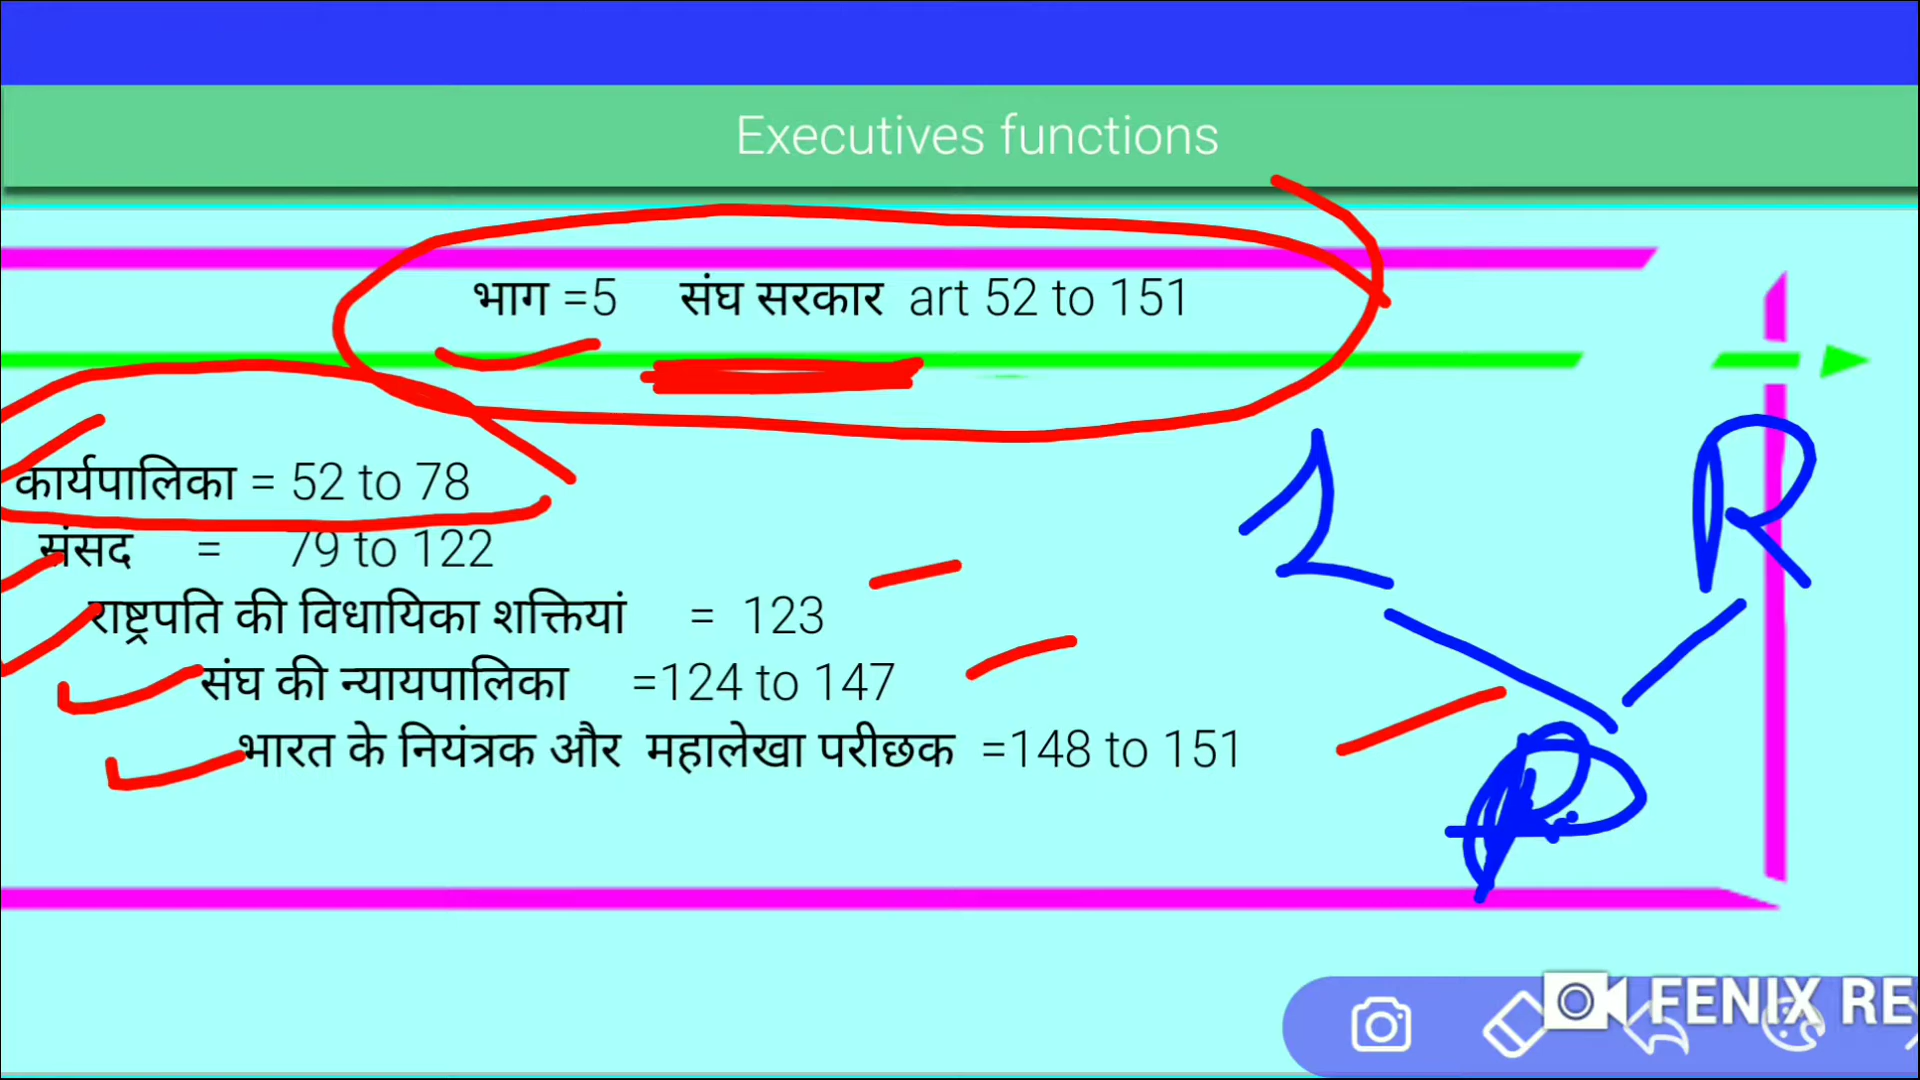 Executives functions
भाग =5 संघ सरकार art 52 to 151
कार्यपालिका = 52 to 78
संसद = 79 to 122
राष्ट्रपति की विधायिका शक्तियां = 123
संघ की न्यायपालिका =124 to 147
भारत के नियंत्रक और महालेखा परीछक =148 to 151
R
FENIX RE